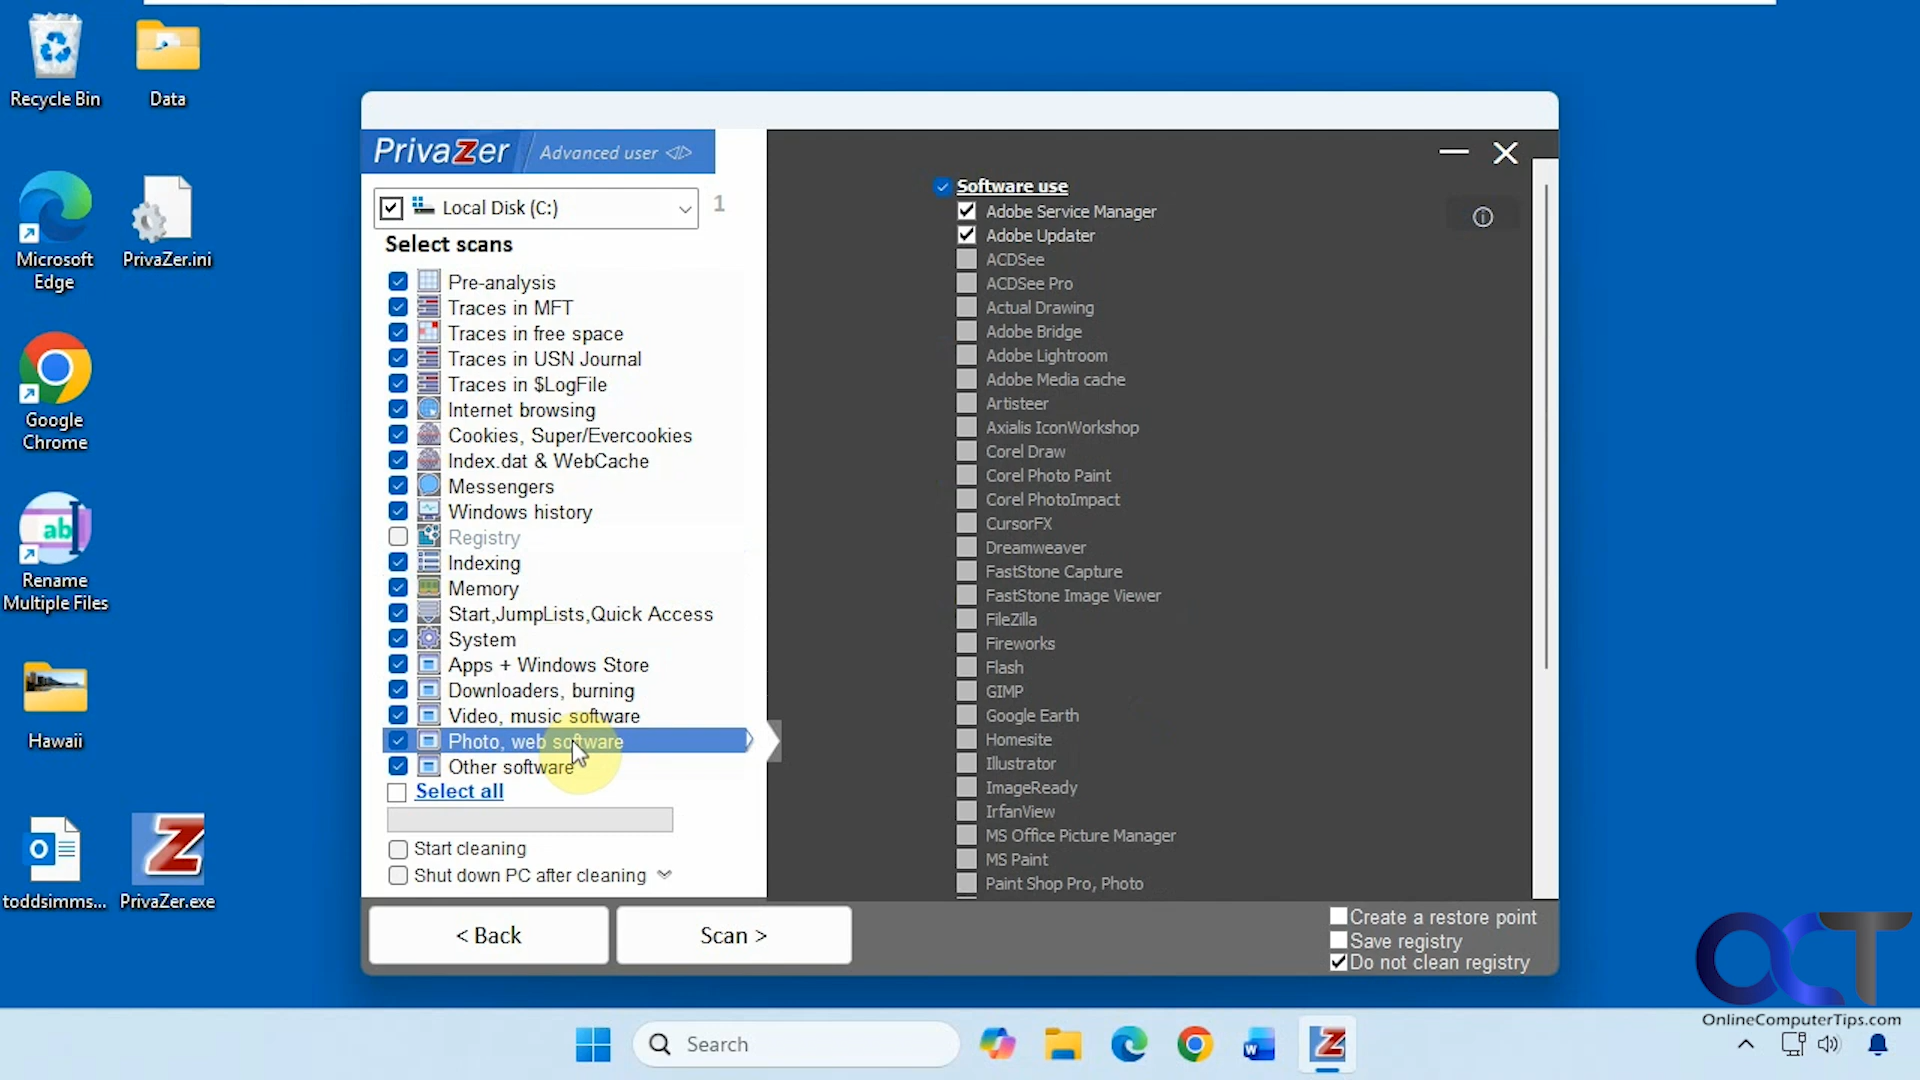 Recycle Bin
Data
Microsoft
Edge
PrivaZer.ini
Google
Chrome
Rename
Multiple Files
Hawaii
toddsimms...
PrivaZer.exe
PrivaZer
Advanced user
Local Disk (C:)
1
Select scans
Pre-analysis
Traces in MFT
Traces in free space
Traces in USN Journal
Traces in $LogFile
Internet browsing
Cookies, Super/Evercookies
Index.dat & WebCache
Messengers
Windows history
Registry
Indexing
Memory
Start,JumpLists,Quick Access
System
Apps + Windows Store
Downloaders, burning
Video, music software
Photo, web software
Other software
Select all
Start cleaning
Shut down PC after cleaning
< Back
Scan >
Software use
Adobe Service Manager
Adobe Updater
ACDSee
ACDSee Pro
Actual Drawing
Adobe Bridge
Adobe Lightroom
Adobe Media cache
Artisteer
Axialis IconWorkshop
Corel Draw
Corel Photo Paint
Corel PhotoImpact
CursorFX
Dreamweaver
FastStone Capture
FastStone Image Viewer
FileZilla
Fireworks
Flash
GIMP
Google Earth
Homesite
Illustrator
ImageReady
IrfanView
MS Office Picture Manager
MS Paint
Paint Shop Pro, Photo
Create a restore point
Save registry
Do not clean registry
OCT
OnlineComputerTips.com
Search